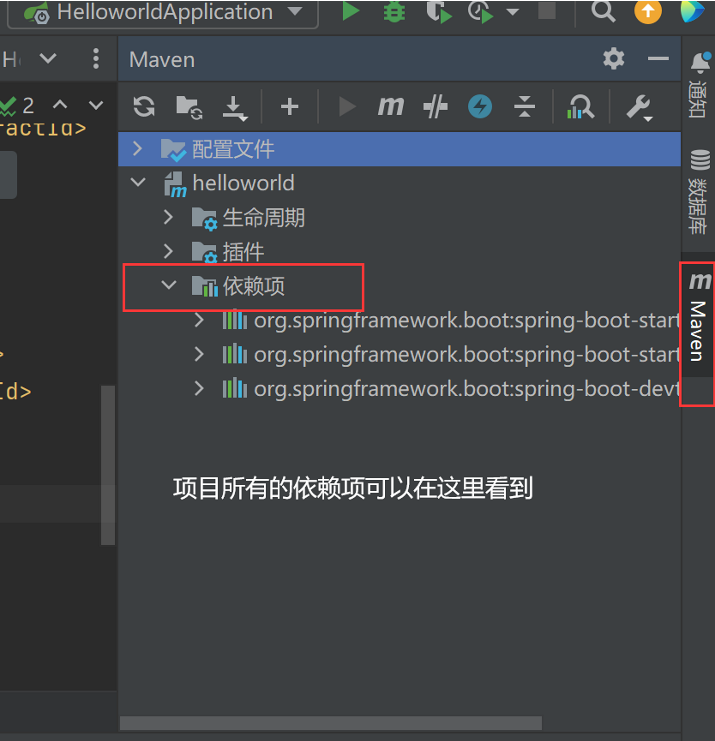 HelloworldApplication
H
Maven
2
actId>
配置文件
helloworld
生命周期
插件
依赖项
org.springframework.boot:spring-boot-start
org.springframework.boot:spring-boot-start
org.springframework.boot:spring-boot-devt
>
Id>
项目所有的依赖项可以在这里看到
通知
数据库
m
Maven